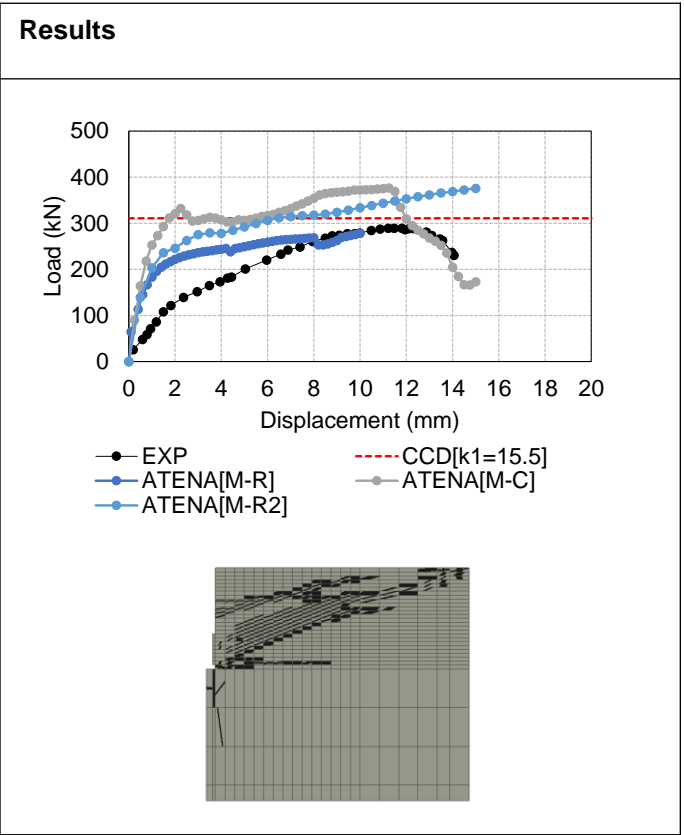 Results
500
400
300
200
100
0
Load (kN)
0 2 4 6 8 10 12 14 16 18 20
Displacement (mm)
EXP CCD[k1=15.5]
ATENA[M-R] ATENA[M-C]
ATENA[M-R2]